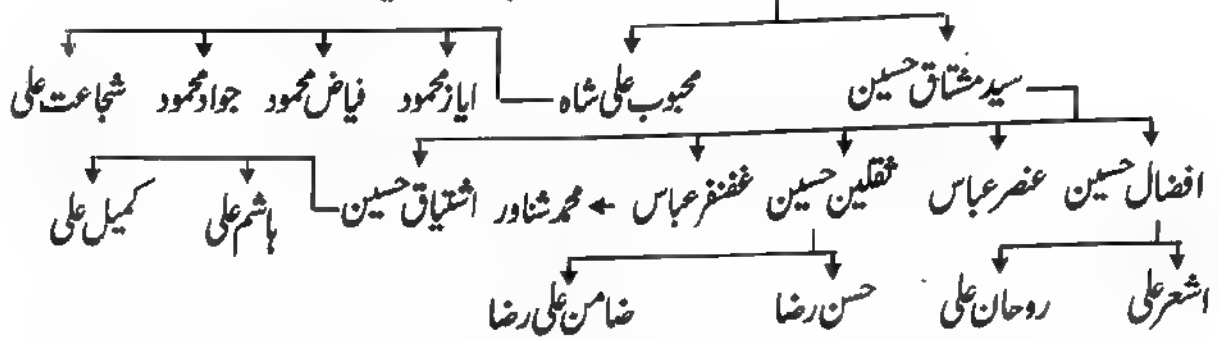 سید مشتاق حسین محبوب علی شاہ ایاز محمود فیاض محمود جواد محمود شجاعت علی
افضال حسین عنصر عباس ثقلین حسین غضنفر عباس محمد شناور اشتیاق حسین ہاشم علی کمیل علی
اشعر علی روحان علی حسن رضا ضامن علی رضا